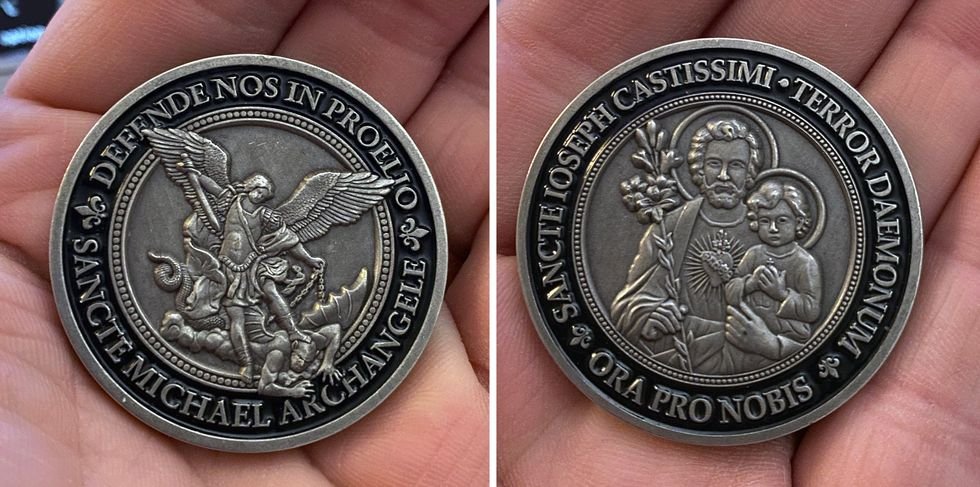 DEFENDE NOS IN PROELIO
SANCTE MICHAEL ARCHANGELE
SANCTE IOSEPH CASTISSIMI · TERROR DAEMONUM
ORA PRO NOBIS